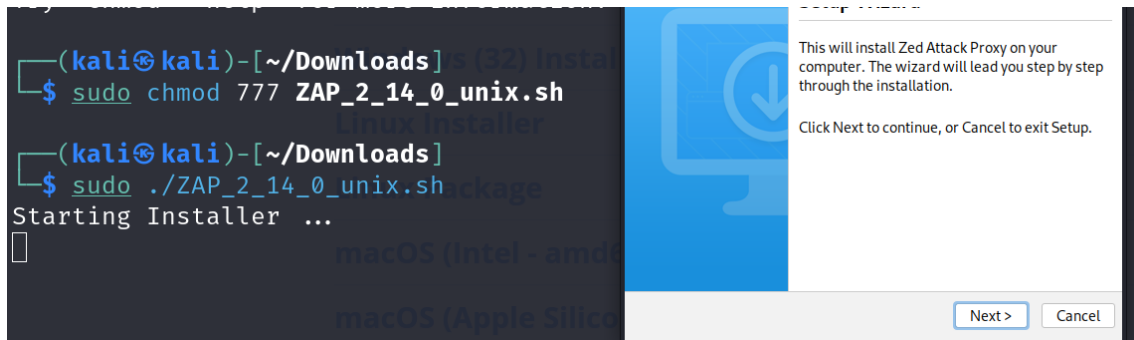 ┌──(kali㉿kali)-[~/Downloads]
└─$ sudo chmod 777 ZAP_2_14_0_unix.sh
┌──(kali㉿kali)-[~/Downloads]
└─$ sudo ./ZAP_2_14_0_unix.sh
Starting Installer ...
(32) Instal
Linux Installer
Package
macOS (Intel - amd6
macOS (Apple Silico
Setup Wizard
This will install Zed Attack Proxy on your
computer. The wizard will lead you step by step
through the installation.
Click Next to continue, or Cancel to exit Setup.
Next > Cancel